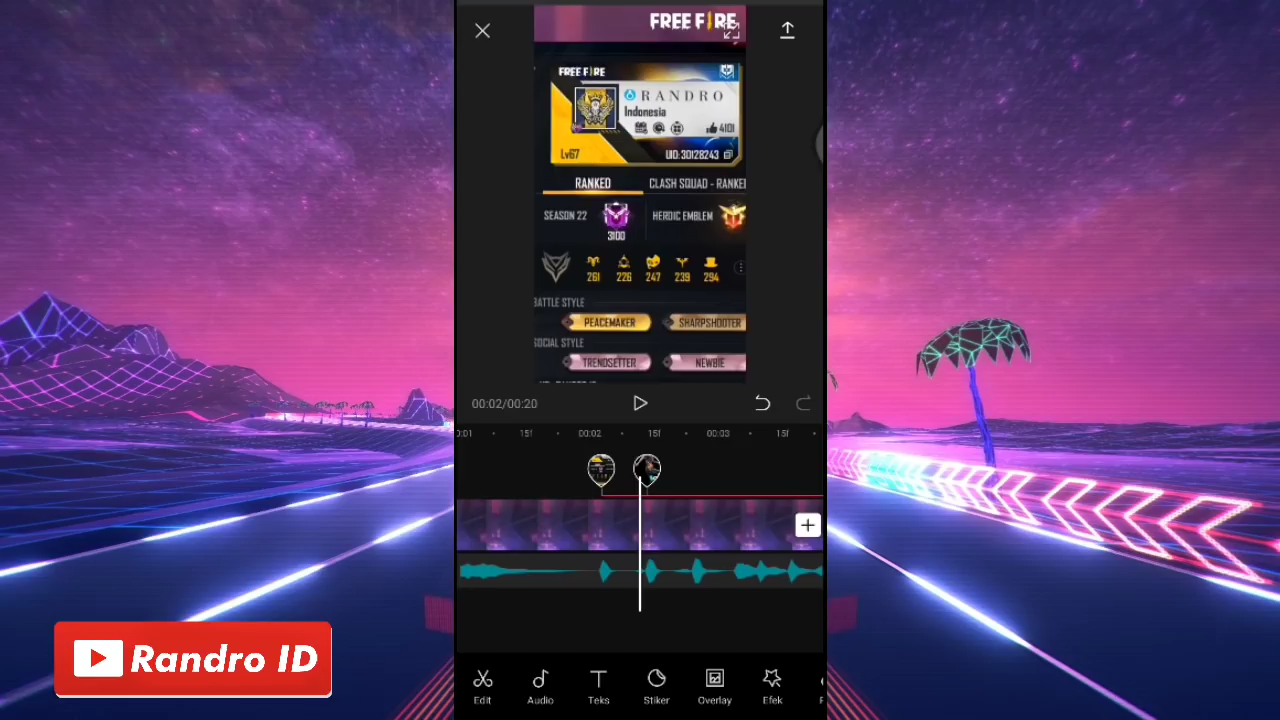 FREE FIRE
FREE FIRE
RANDRO
Indonesia
4101
Lv67
UID:30128243
RANKED
CLASH SQUAD - RANKE
SEASON 22
3100
HEROIC EMBLEM
261 226 247 239 294
BATTLE STYLE
PEACEMAKER
SHARPSHOOTER
SOCIAL STYLE
TRENDSETTER
NEWBIE
00:02/00:20
0:01 15f 00:02 15f 00:03 15f
Randro ID
Edit Audio Teks Stiker Overlay Efek